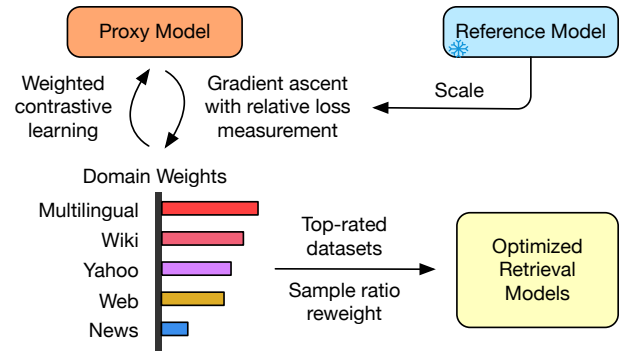 Proxy Model
Reference Model
Weighted
contrastive
learning
Gradient ascent
with relative loss
measurement
Scale
Domain Weights
Multilingual
Wiki
Yahoo
Web
News
Top-rated
datasets
Sample ratio
reweight
Optimized
Retrieval
Models